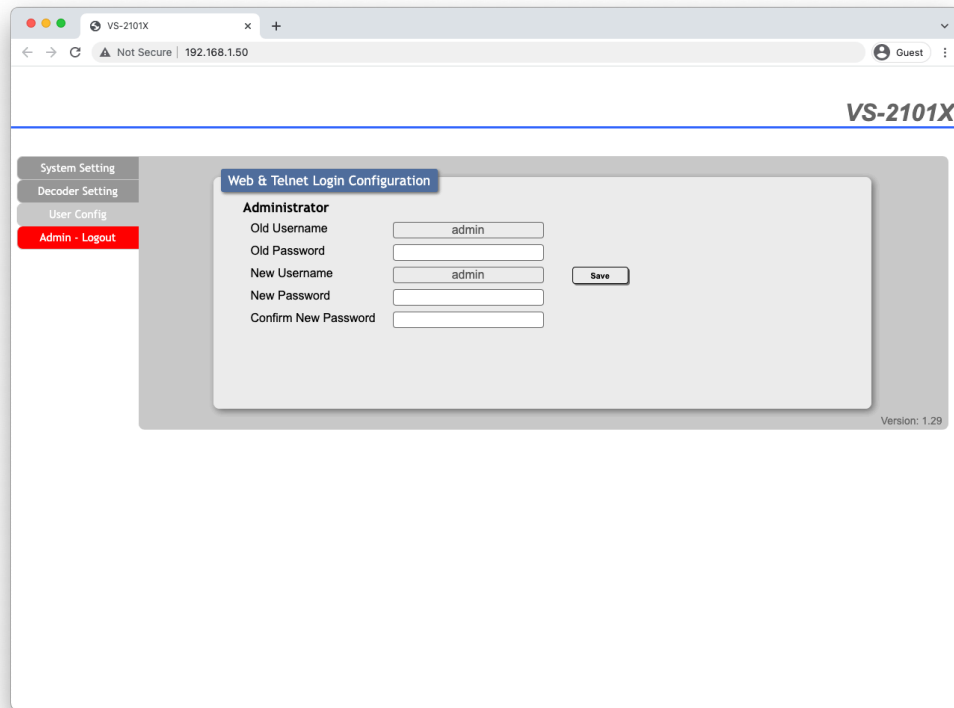 VS-2101X
Not Secure
192.168.1.50
Guest
VS-2101X
System Setting
Decoder Setting
User Config
Admin - Logout
Web & Telnet Login Configuration
Administrator
Old Username admin
Old Password
New Username admin
Save
New Password
Confirm New Password
Version: 1.29